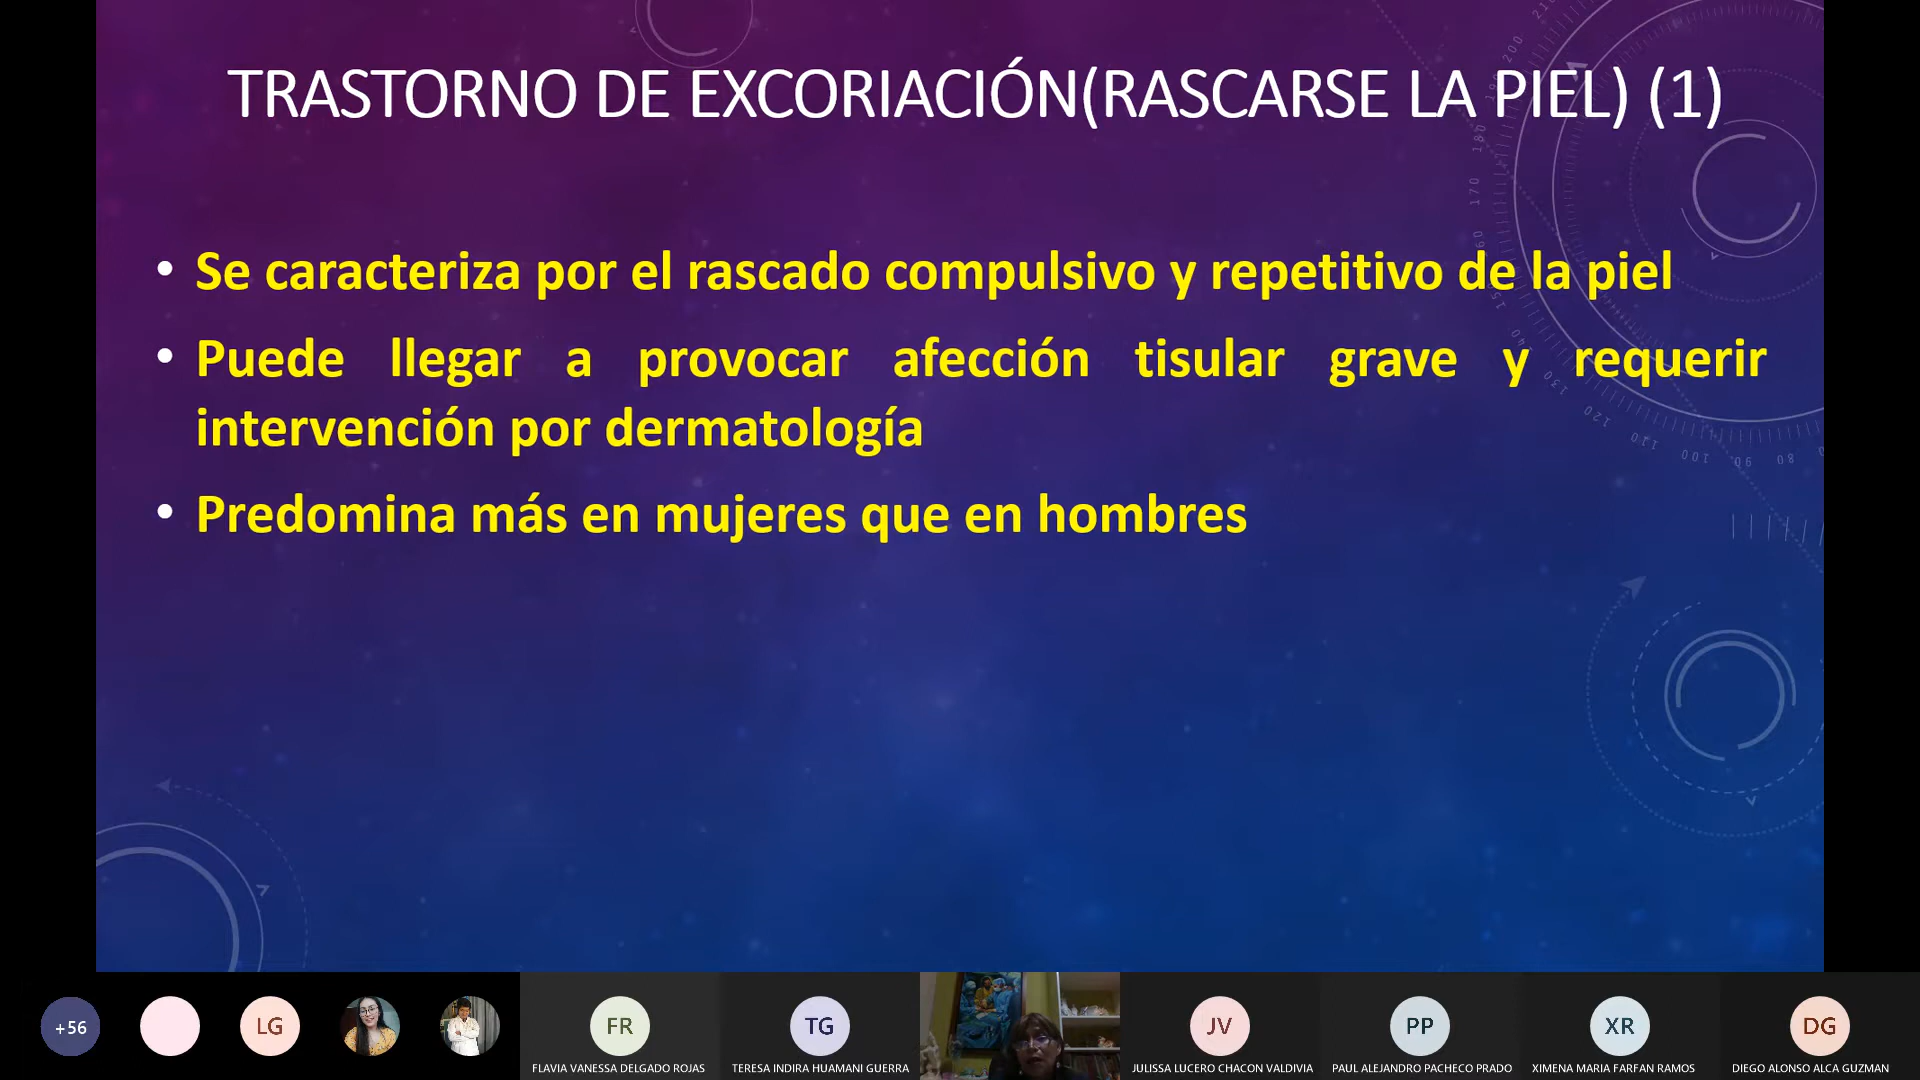 TRASTORNO DE EXCORIACIÓN(RASCARSE LA PIEL) (1)
• Se caracteriza por el rascado compulsivo y repetitivo de la piel
• Puede llegar a provocar afección tisular grave y requerir
intervención por dermatología
• Predomina más en mujeres que en hombres
+56
LG
FR
TG
JV
PP
XR
DG
FLAVIA VANESSA DELGADO ROJAS
TERESA INDIRA HUAMANI GUERRA
JULISSA LUCERO CHACON VALDIVIA
PAUL ALEJANDRO PACHECO PRADO
XIMENA MARIA FARFAN RAMOS
DIEGO ALONSO ALCA GUZMAN